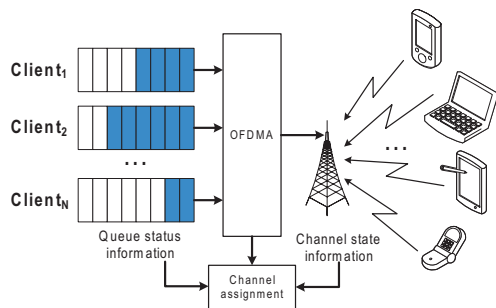 Client1
Client2
...
ClientN
Queue status
information
OFDMA
Channel
assignment
Channel state
information
...